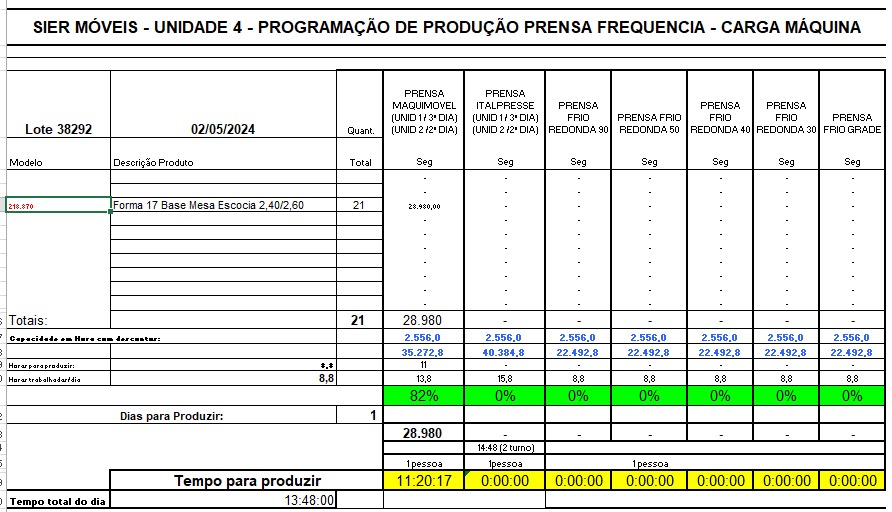 SIER MÓVEIS - UNIDADE 4 - PROGRAMAÇÃO DE PRODUÇÃO PRENSA FREQUENCIA - CARGA MÁQUINA
Lote 38292 02/05/2024 Quant. PRENSA MAQUIMOVEL (UNID 1 / 3ª DIA) (UNID 2 /2ª DIA) PRENSA ITALPRESSE (UNID 1 / 3ª DIA) (UNID 2 /2ª DIA) PRENSA FRIO REDONDA 90 PRENSA FRIO REDONDA 50 PRENSA FRIO REDONDA 40 PRENSA FRIO REDONDA 30 PRENSA FRIO GRADE
Modelo Descrição Produto Total Seg Seg Seg Seg Seg Seg Seg
- - - - - - -
- - - - - - -
218.870 Forma 17 Base Mesa Escocia 2,40/2,60 21 28.980,00 - - - - - -
- - - - - - -
- - - - - - -
- - - - - - -
- - - - - - -
- - - - - - -
- - - - - - -
- - - - - - -
Totais: 21 28.980 - - - - - -
Capacidade em Hora com descontos: 2.556,0 2.556,0 2.556,0 2.556,0 2.556,0 2.556,0 2.556,0
35.272,8 40.384,8 22.492,8 22.492,8 22.492,8 22.492,8 22.492,8
Horas para produzir: 8,8 11 - - - - - -
Horas trabalhadas/dia 8,8 13,8 15,8 8,8 8,8 8,8 8,8 8,8
82% 0% 0% 0% 0% 0% 0%
Dias para Produzir: 1
28.980 - - - - - -
14:48 (2 turno)
1 pessoa 1 pessoa 1 pessoa
Tempo para produzir 11:20:17 0:00:00 0:00:00 0:00:00 0:00:00 0:00:00 0:00:00
Tempo total do dia 13:48:00